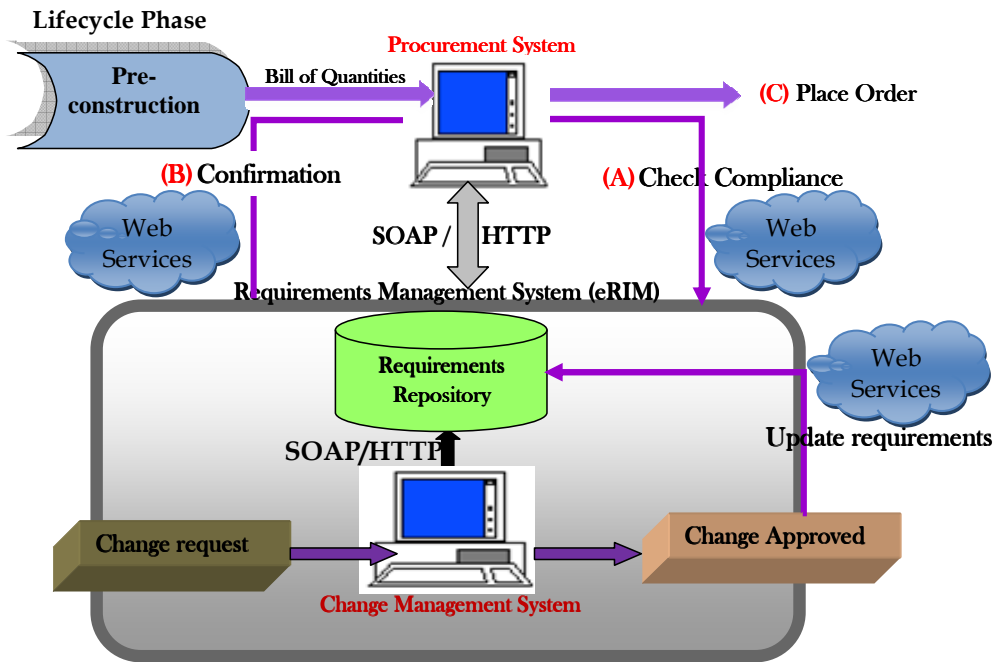 Lifecycle Phase
Procurement System
Pre-
construction
Bill of Quantities
(C) Place Order
(B) Confirmation
(A) Check Compliance
Web
Services
SOAP / HTTP
Web
Services
Requirements Management System (eRIM)
Requirements
Repository
Web
Services
Update requirements
SOAP/HTTP
Change request
Change Approved
Change Management System